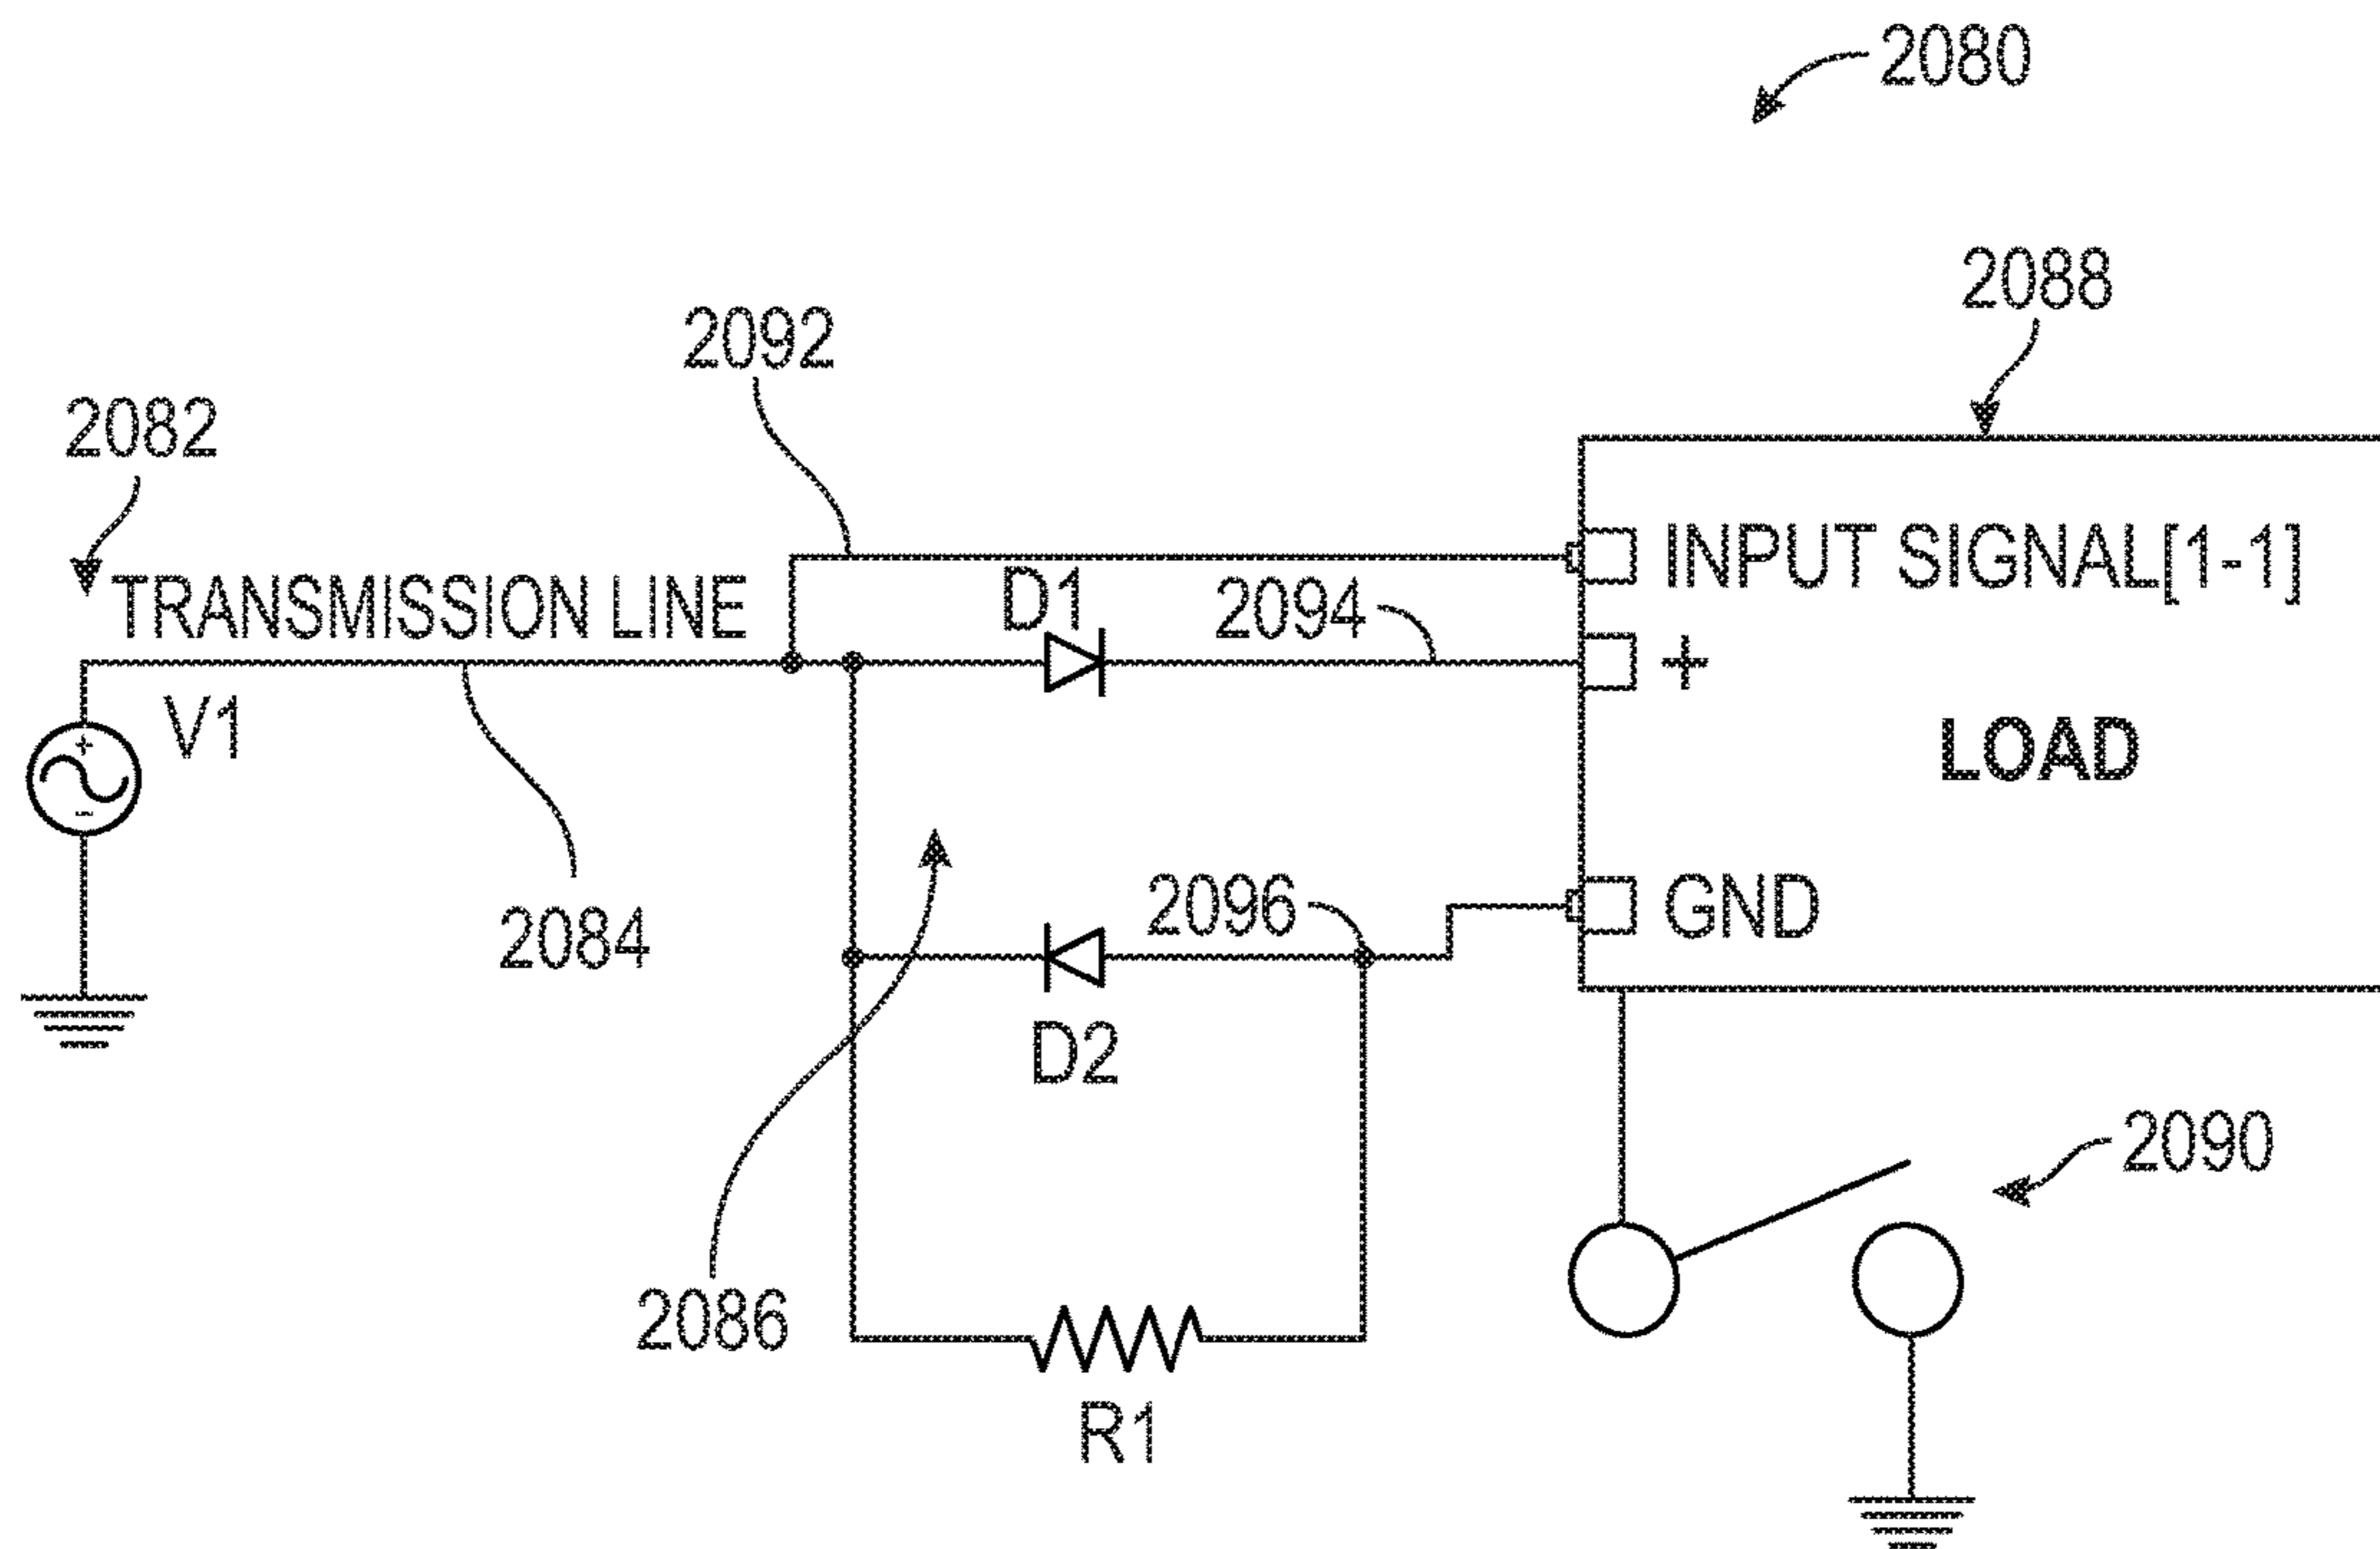 2080
2088
2092
2082
INPUT SIGNAL[1-1]
TRANSMISSION LINE
D1
2094
+
V1
LOAD
+
-
2084
2096
GND
D2
2090
2086
R1